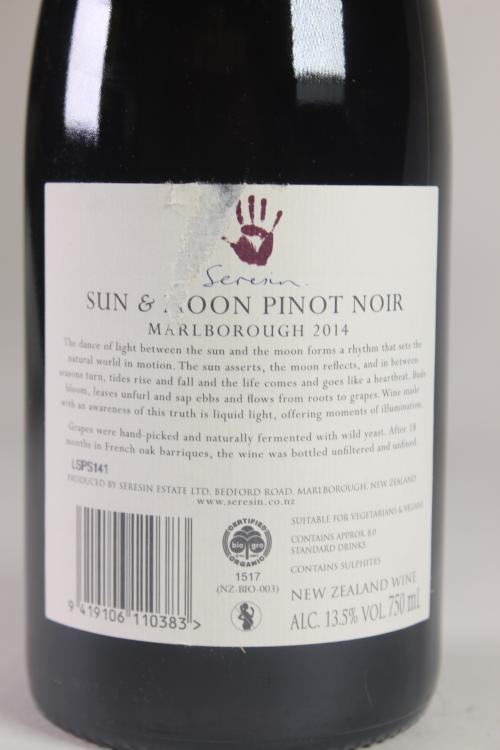 Seresin
SUN & MOON PINOT NOIR
MARLBOROUGH 2014
The dance of light between the sun and the moon forms a rhythm that sets the
natural world in motion. The sun asserts, the moon reflects, and in between
seasons turn, tides rise and fall and the life comes and goes like a heartbeat. Buds
bloom, leaves unfurl and sap ebbs and flows from roots to grapes. Wine made
with an awareness of this truth is liquid light, offering moments of illumination.
Grapes were hand-picked and naturally fermented with wild yeast. After 18
months in French oak barriques, the wine was bottled unfiltered and unfined.
LSPS141
PRODUCED BY SERESIN ESTATE LTD, BEDFORD ROAD, MARLBOROUGH, NEW ZEALAND
www.seresin.co.nz
9 419106 110383 >
CERTIFIED
bio gro
ORGANIC
1517
(NZ-BIO-003)
SUITABLE FOR VEGETARIANS & VEGANS
CONTAINS APPROX. 8.0
STANDARD DRINKS
CONTAINS SULPHITES
NEW ZEALAND WINE
ALC. 13.5% VOL 750 mL